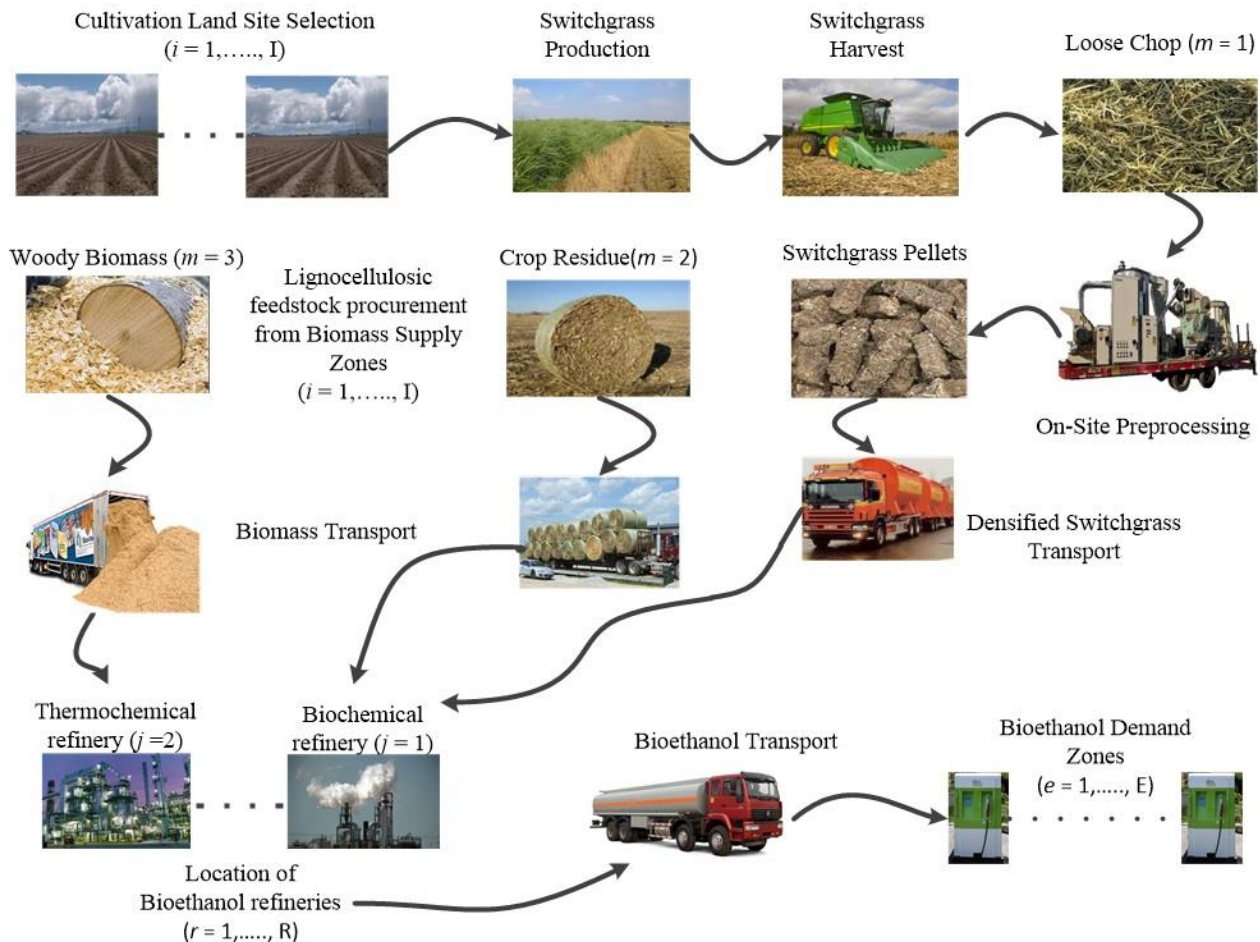 Cultivation Land Site Selection
(i = 1,….., I)
Switchgrass
Production
Switchgrass
Harvest
Loose Chop (m = 1)
Woody Biomass (m = 3)
Lignocellulosic
feedstock procurement
from Biomass Supply
Zones
(i = 1,….., I)
Crop Residue(m = 2)
Switchgrass Pellets
On-Site Preprocessing
Biomass Transport
Densified Switchgrass
Transport
Thermochemical
refinery (j =2)
Biochemical
refinery (j = 1)
Bioethanol Transport
Bioethanol Demand
Zones
(e = 1,….., E)
Location of
Bioethanol refineries
(r = 1,….., R)